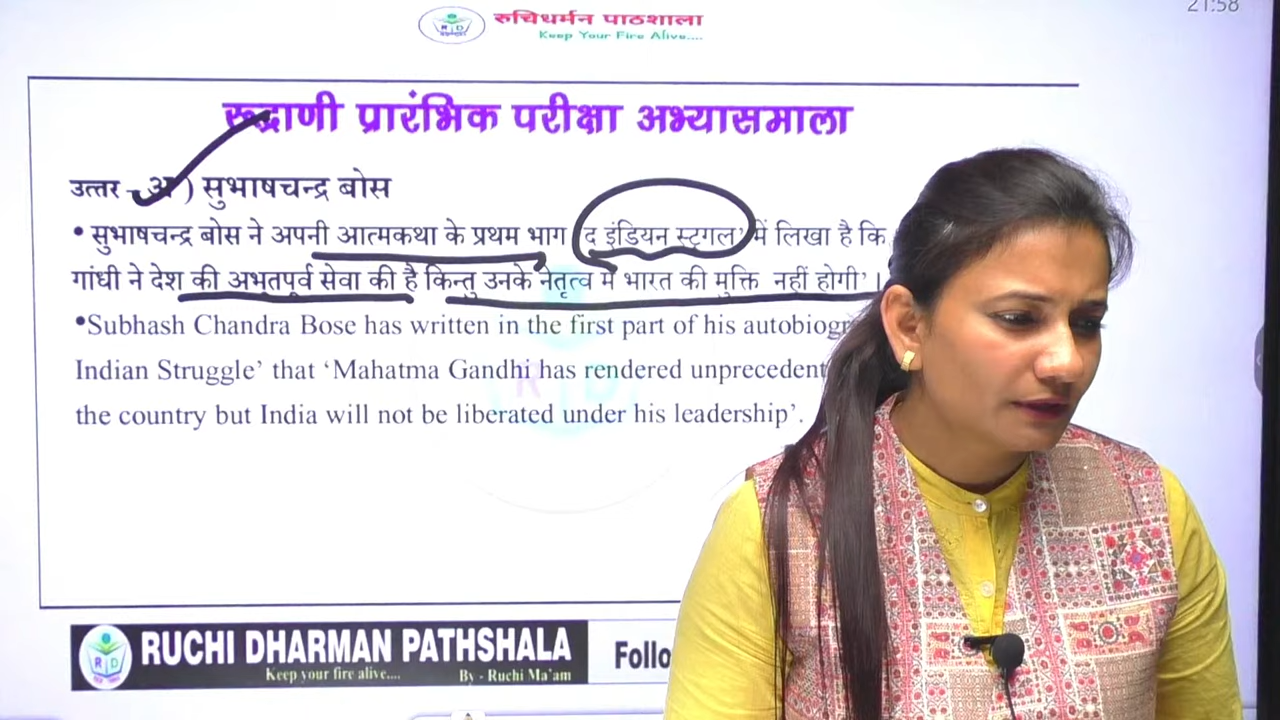 21:58
RD
रुचिधर्मन पाठशाला
Keep Your Fire Alive....
रूद्राणी प्रारंभिक परीक्षा अभ्यासमाला
उत्तर - अ ) सुभाषचन्द्र बोस
• सुभाषचन्द्र बोस ने अपनी आत्मकथा के प्रथम भाग 'द इंडियन स्ट्रगल' में लिखा है कि
गांधी ने देश की अभूतपूर्व सेवा की है किन्तु उनके नेतृत्व में भारत की मुक्ति नहीं होगी' ।
•Subhash Chandra Bose has written in the first part of his
Indian Struggle’ that ‘Mahatma Gandhi has rendered
the country but India will not be liberated under his leadership’.
RD
RD
RUCHI DHARMAN PATHSHALA
Keep your fire alive.... By - Ruchi Ma'am